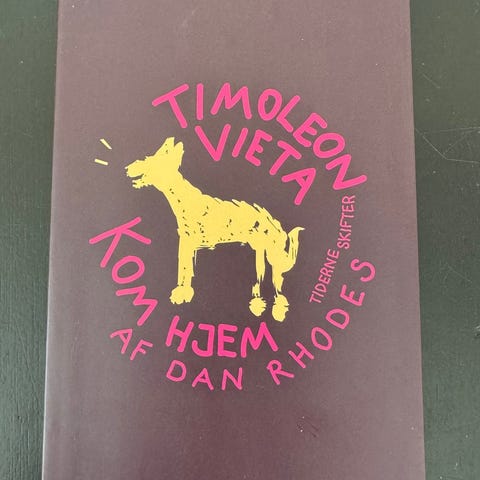 TIMOLEON
VIETA
KOM HJEM
AF DAN RHODES
TIDERNE SKIFTER